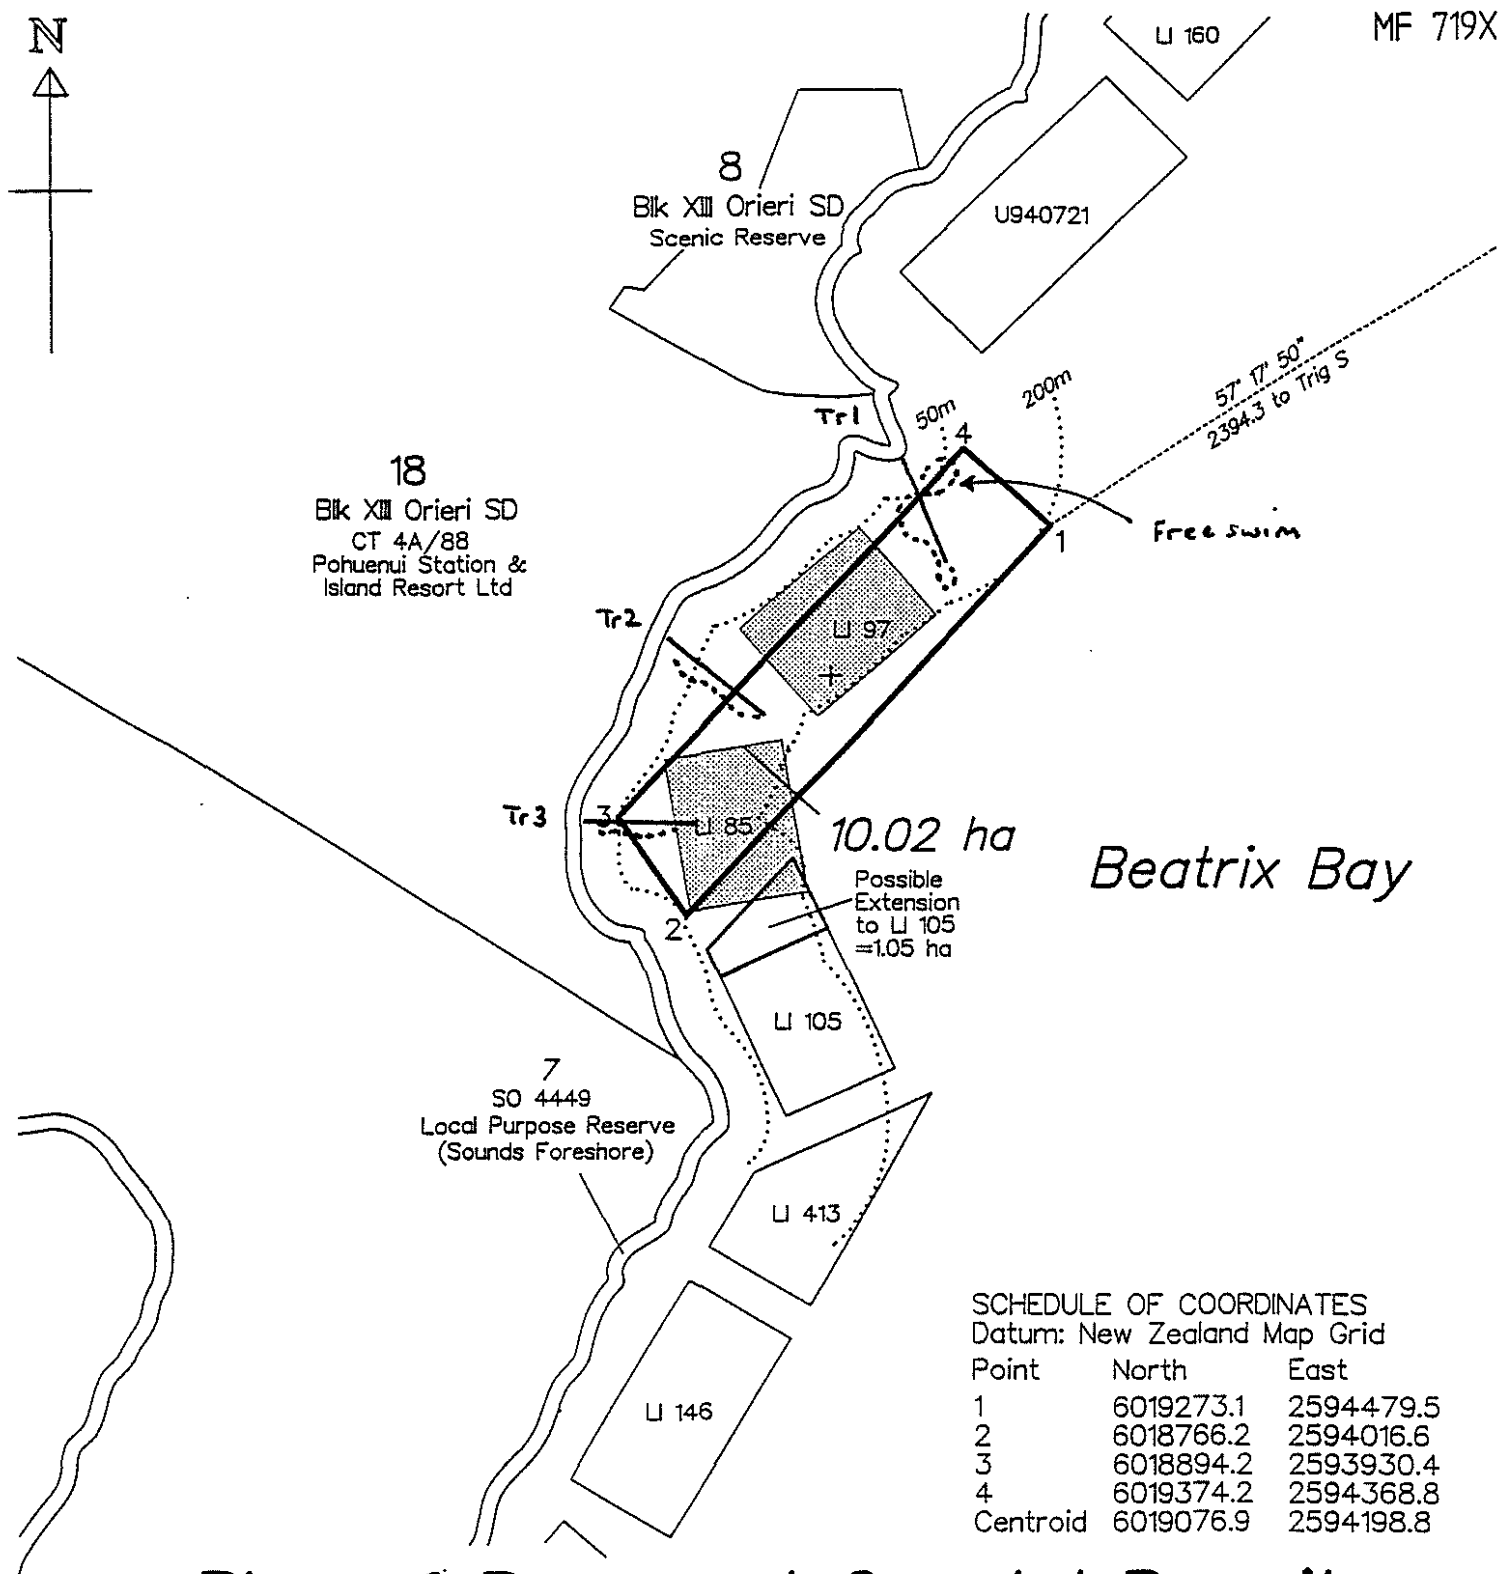 N
MF 719X
LI 160
8
Blk XIII Orieri SD
Scenic Reserve
U940721
57° 17' 50"
2394.3 to Trig S
200m
50m
Tr1
4
18
Blk XIII Orieri SD
CT 4A/88
Pohuenui Station &
Island Resort Ltd
Free swim
1
Tr2
LI 97
Tr3
3
LI 85
10.02 ha
Beatrix Bay
Possible
Extension
to LI 105
=1.05 ha
2
LI 105
7
SO 4449
Local Purpose Reserve
(Sounds Foreshore)
LI 413
LI 146
SCHEDULE OF COORDINATES
Datum: New Zealand Map Grid
Point North East
1 6019273.1 2594479.5
2 6018766.2 2594016.6
3 6018894.2 2593930.4
4 6019374.2 2594368.8
Centroid 6019076.9 2594198.8